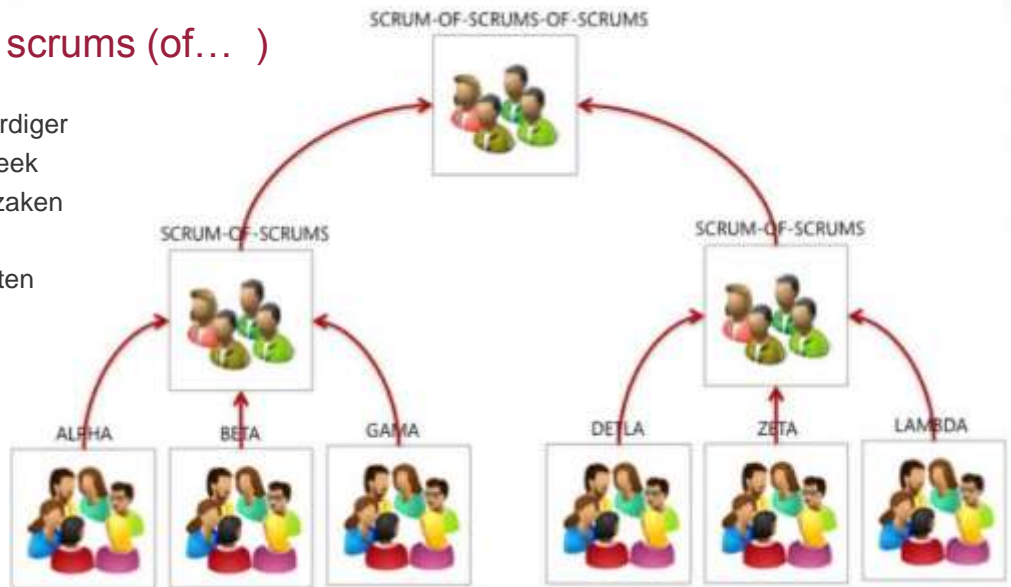 SCRUM-OF-SCRUMS-OF-SCRUMS
scrums (of… )
rdiger
eek
zaken
ten
SCRUM-OF-SCRUMS
SCRUM-OF-SCRUMS
ALPHA
BETA
GAMA
DETLA
ZETA
LAMBDA